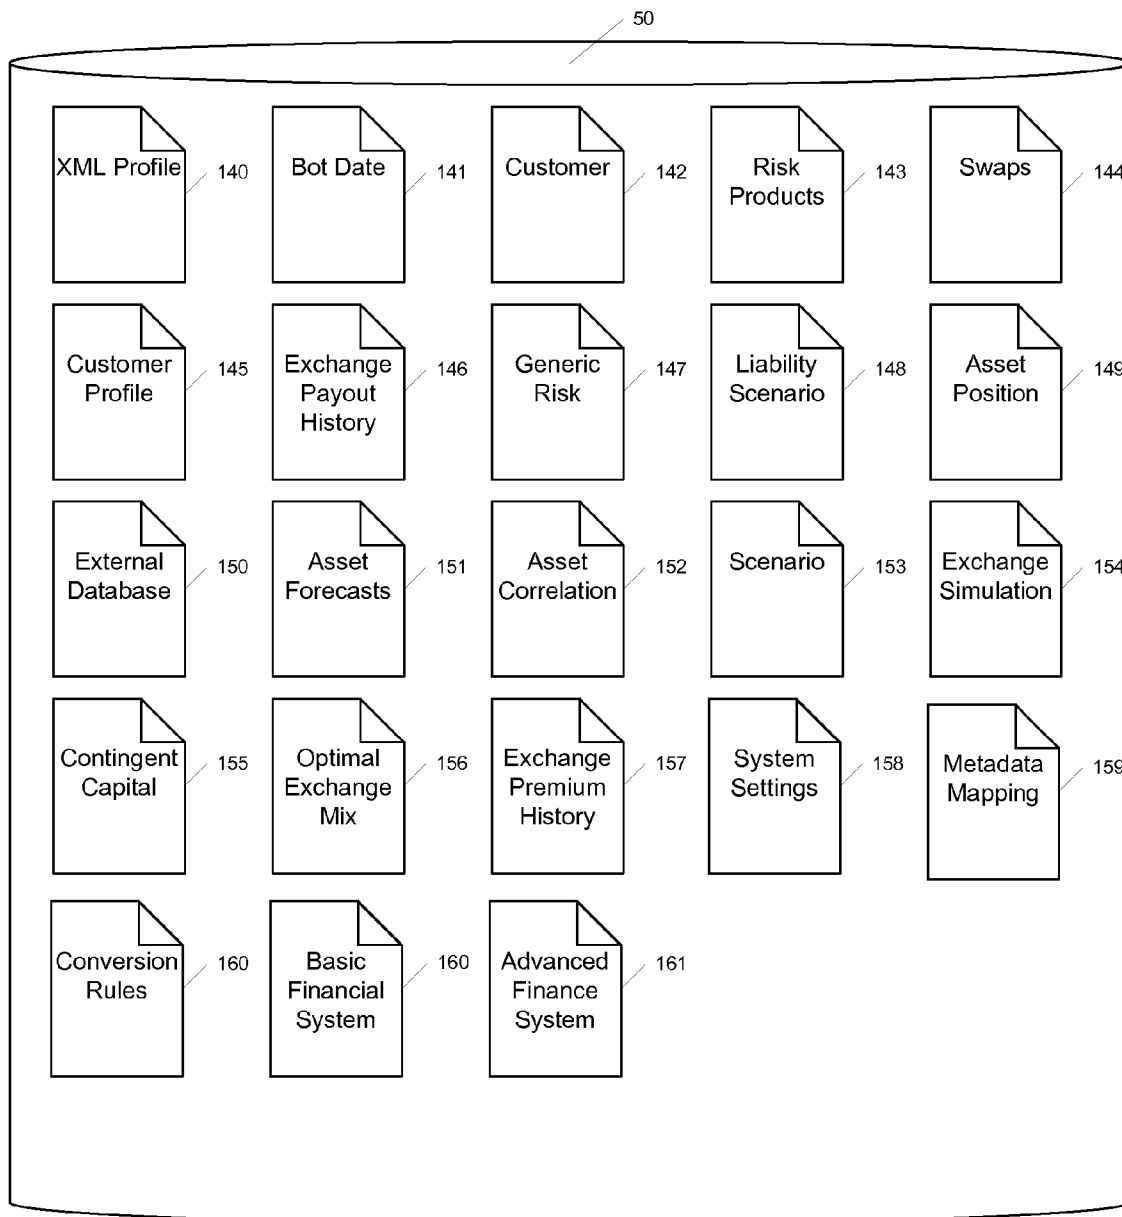 50
XML Profile
140
Bot Date
141
Customer
142
Risk
Products
143
Swaps
144
Customer
Profile
145
Exchange
Payout
History
146
Generic
Risk
147
Liability
Scenario
148
Asset
Position
149
External
Database
150
Asset
Forecasts
151
Asset
Correlation
152
Scenario
153
Exchange
Simulation
154
Contingent
Capital
155
Optimal
Exchange
Mix
156
Exchange
Premium
History
157
System
Settings
158
Metadata
Mapping
159
Conversion
Rules
160
Basic
Financial
System
160
Advanced
Finance
System
161